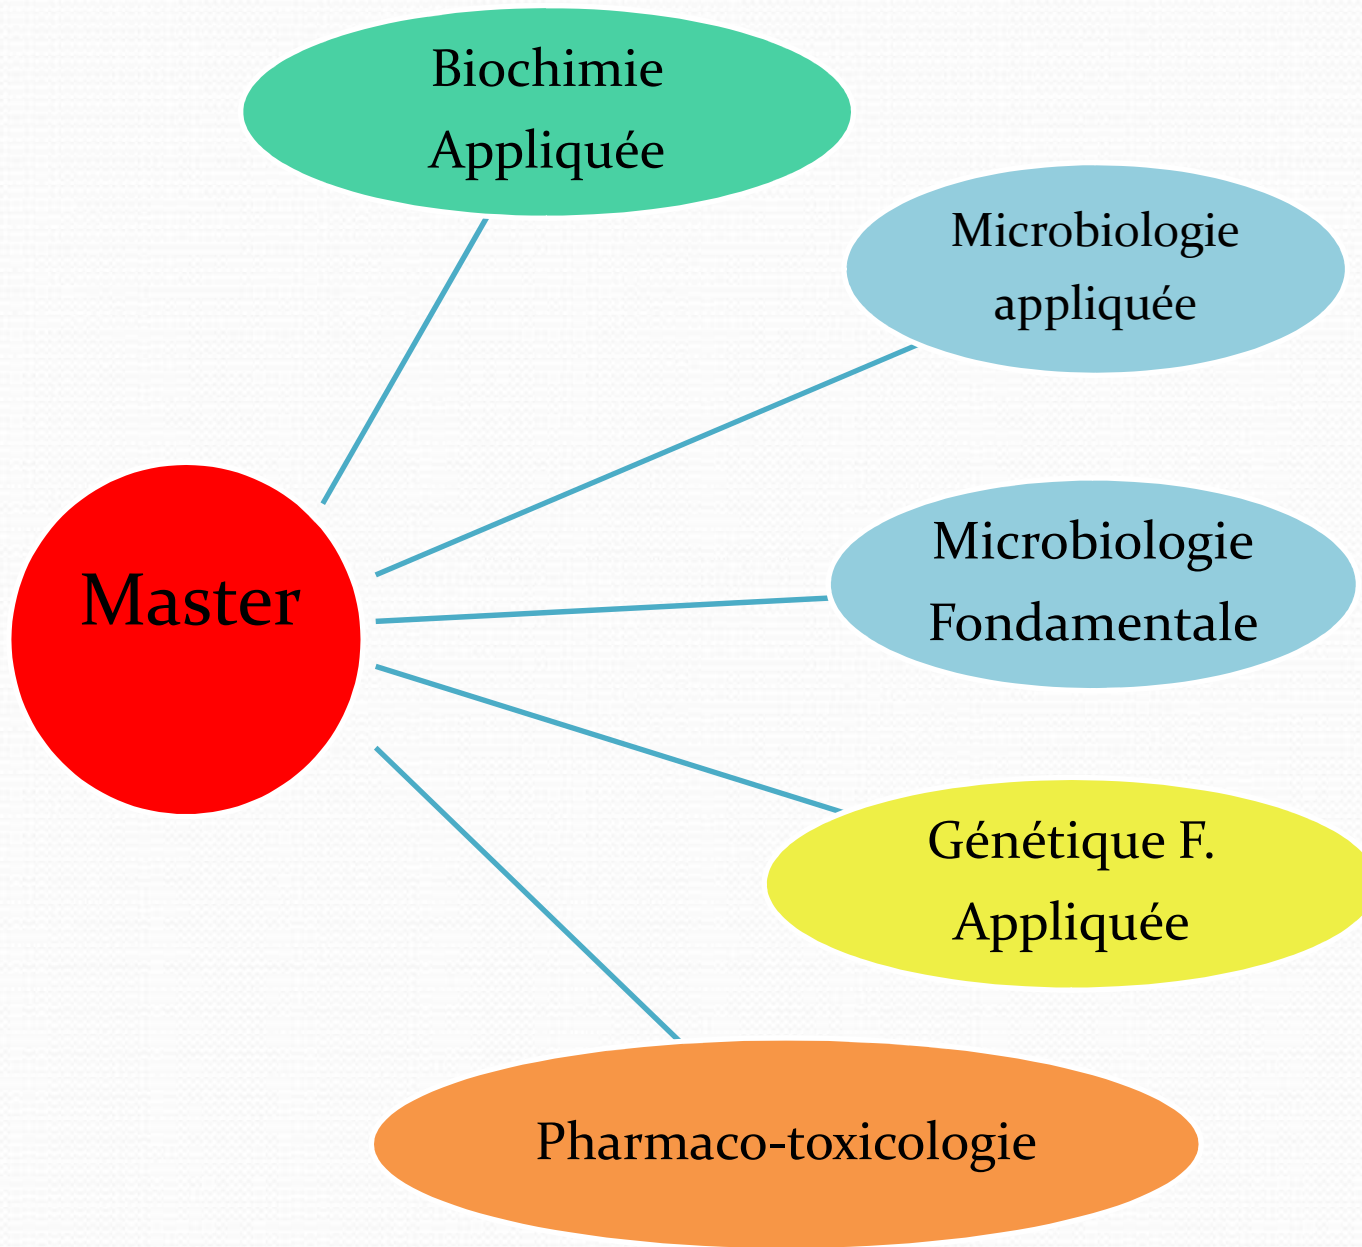 Biochimie
Appliquée
Microbiologie
appliquée
Microbiologie
Fondamentale
Master
Génétique F.
Appliquée
Pharmaco-toxicologie